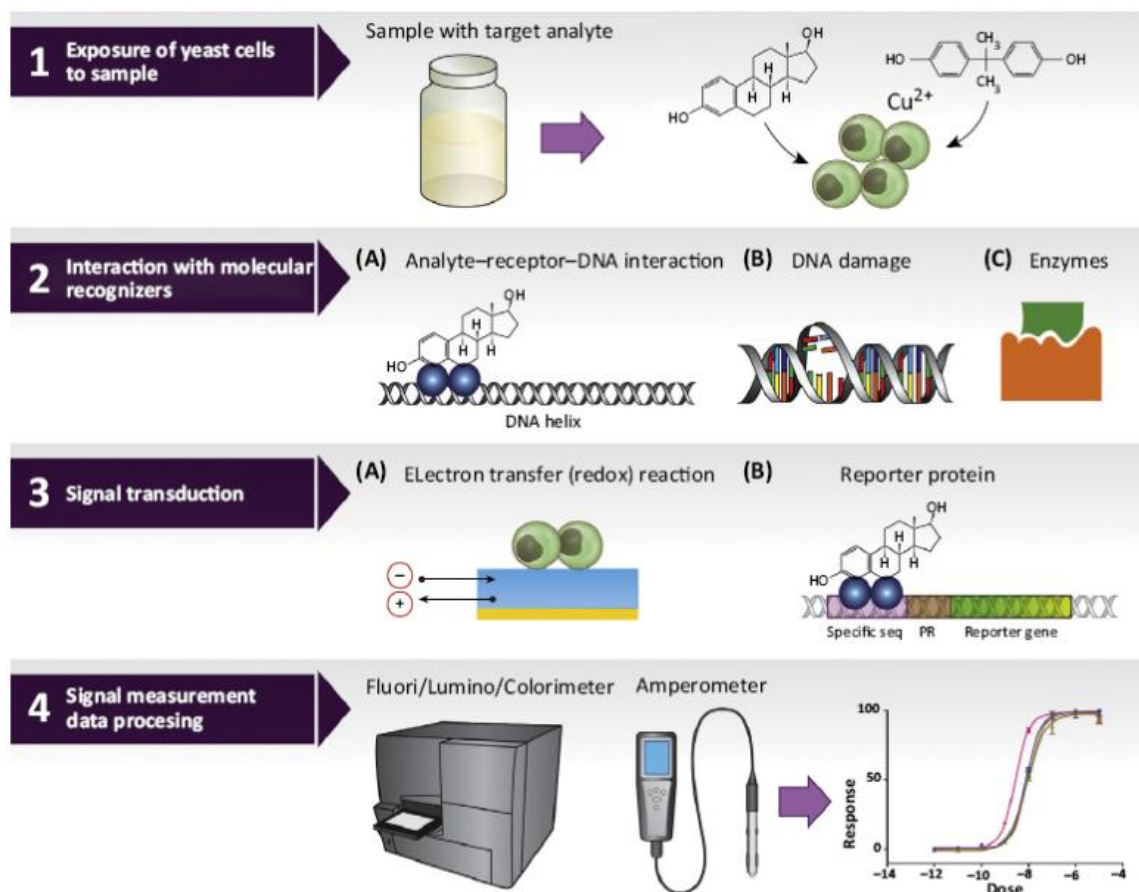 1 Exposure of yeast cells
to sample
Sample with target analyte
OH
H
H
H
HO
CH3
HO
OH
CH3
Cu2+
2 Interaction with molecular
recognizers
(A) Analyte–receptor–DNA interaction
OH
H
H
H
HO
DNA helix
(B) DNA damage
(C) Enzymes
3 Signal transduction
(A) ELectron transfer (redox) reaction
−
+
(B) Reporter protein
OH
H
H
H
HO
Specific seq PR Reporter gene
4 Signal measurement
data procesing
Fluori/Lumino/Colorimeter
Amperometer
100
50
0
Response
−14 −12 −10 −8 −6 −4
Dose